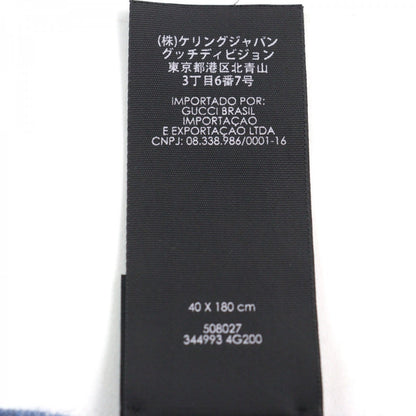 (株)ケリングジャパン
グッチディビジョン
東京都港区北青山
3丁目6番7号
IMPORTADO POR:
GUCCI BRASIL
IMPORTAÇAO
E EXPORTAÇAO LTDA
CNPJ: 08.338.986/0001-16
40 X 180 cm
508027
344993 4G200